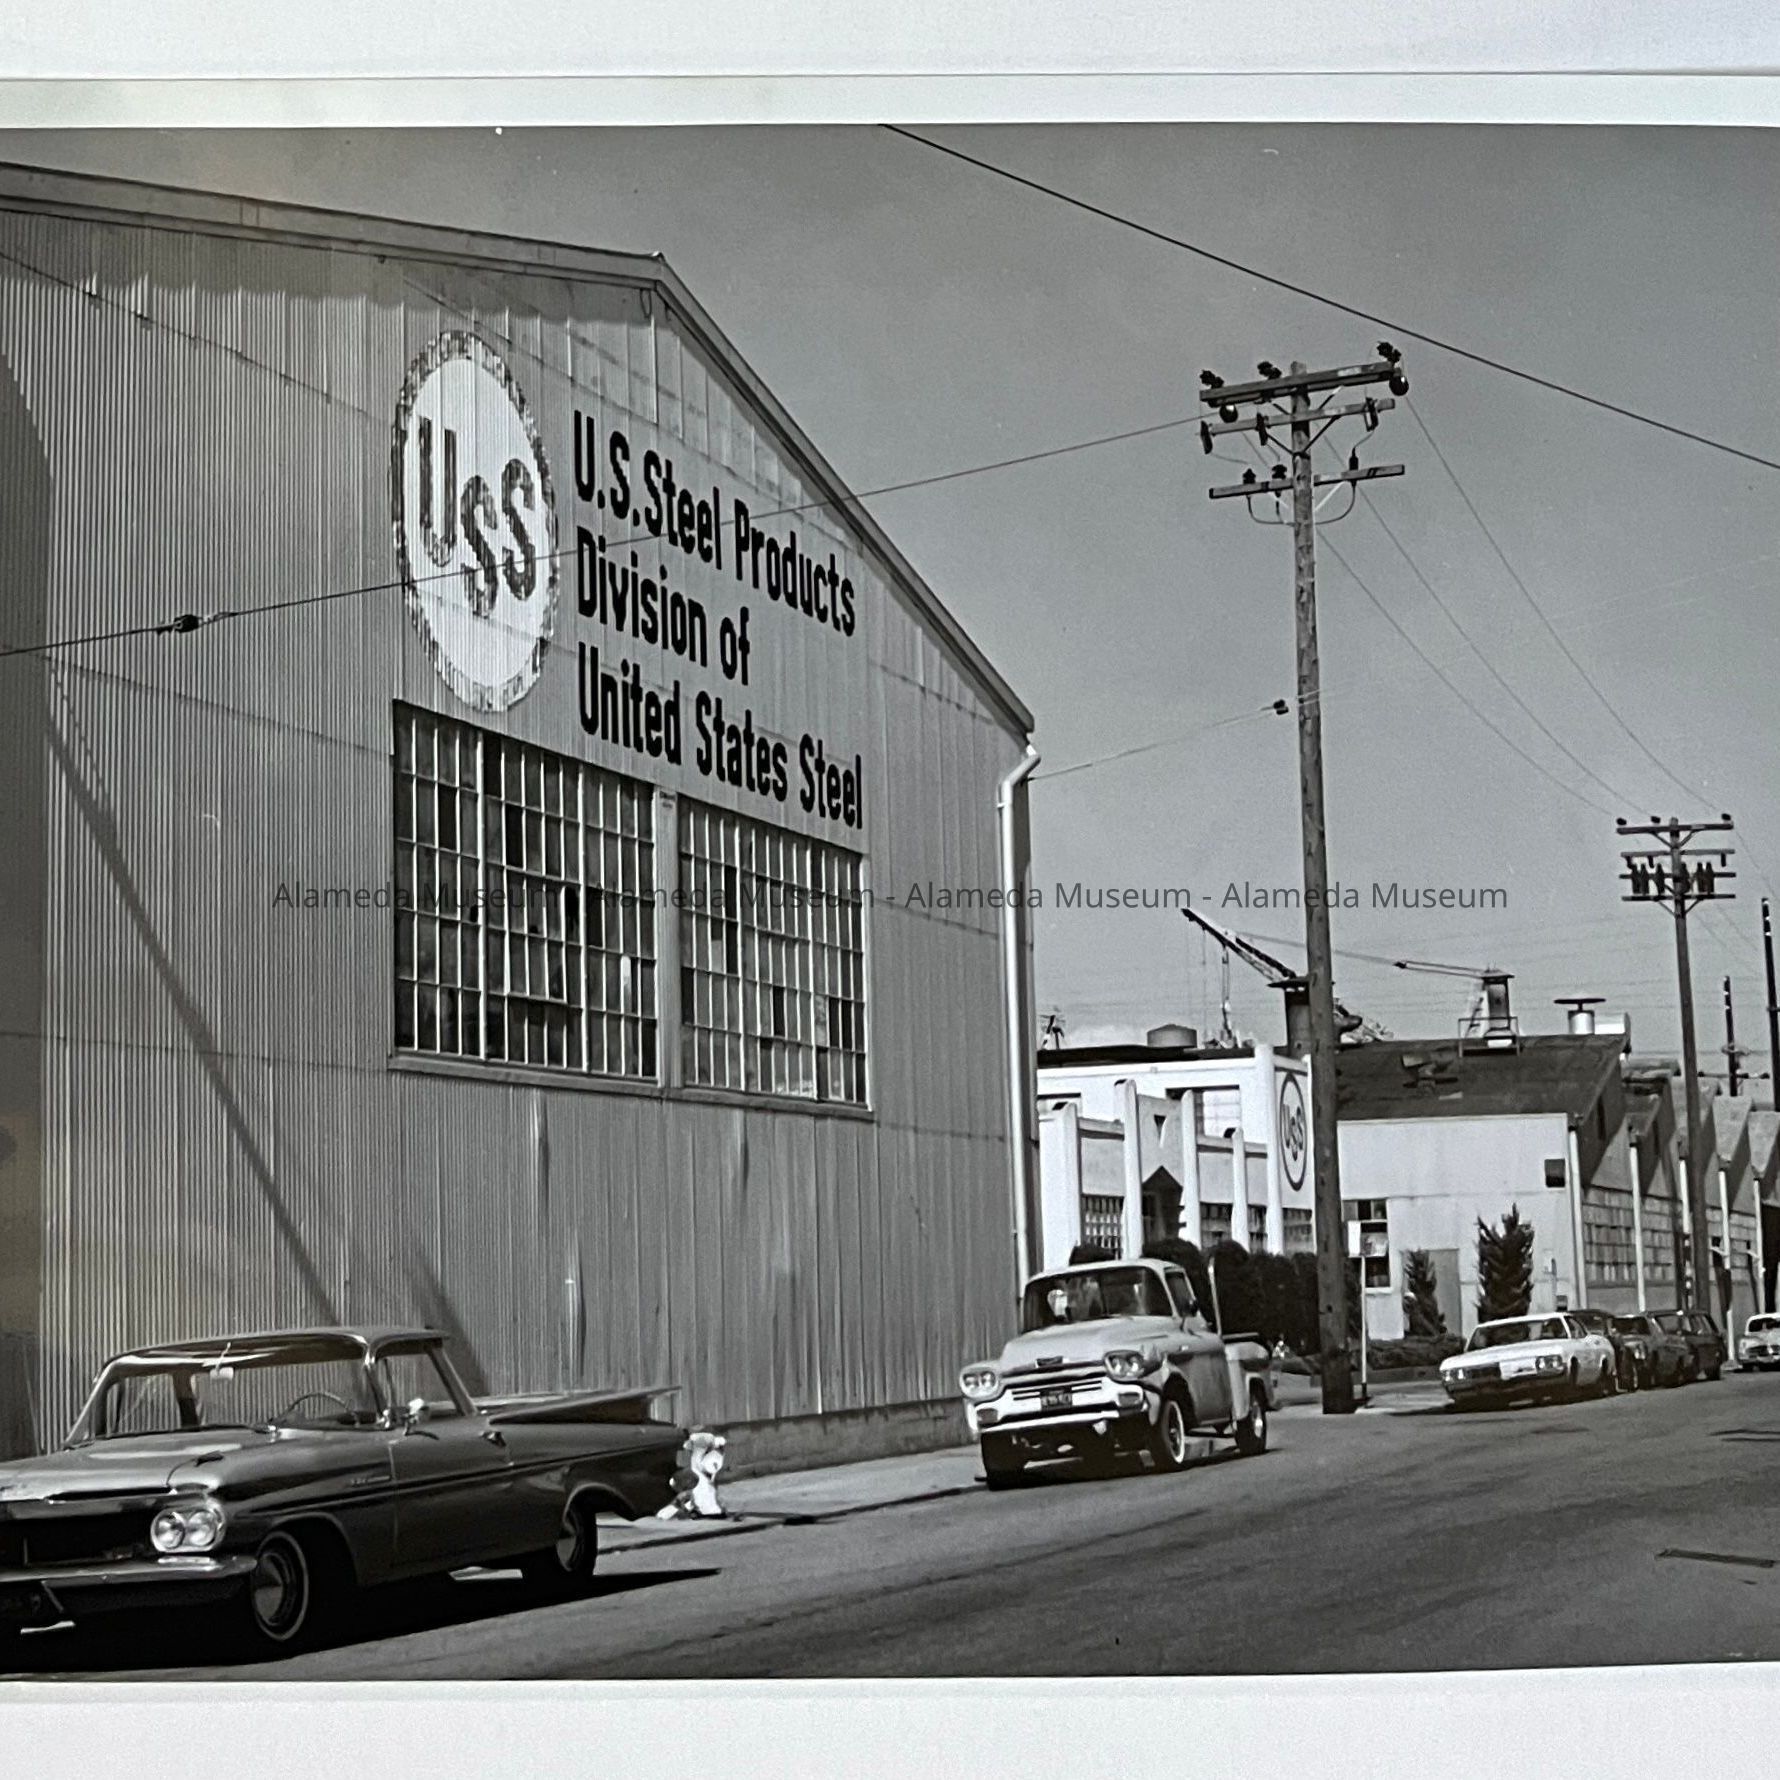 USS
U.S. Steel Products
Division of
United States Steel
Alameda Museum - Alameda Museum - Alameda Museum - Alameda Museum
USS